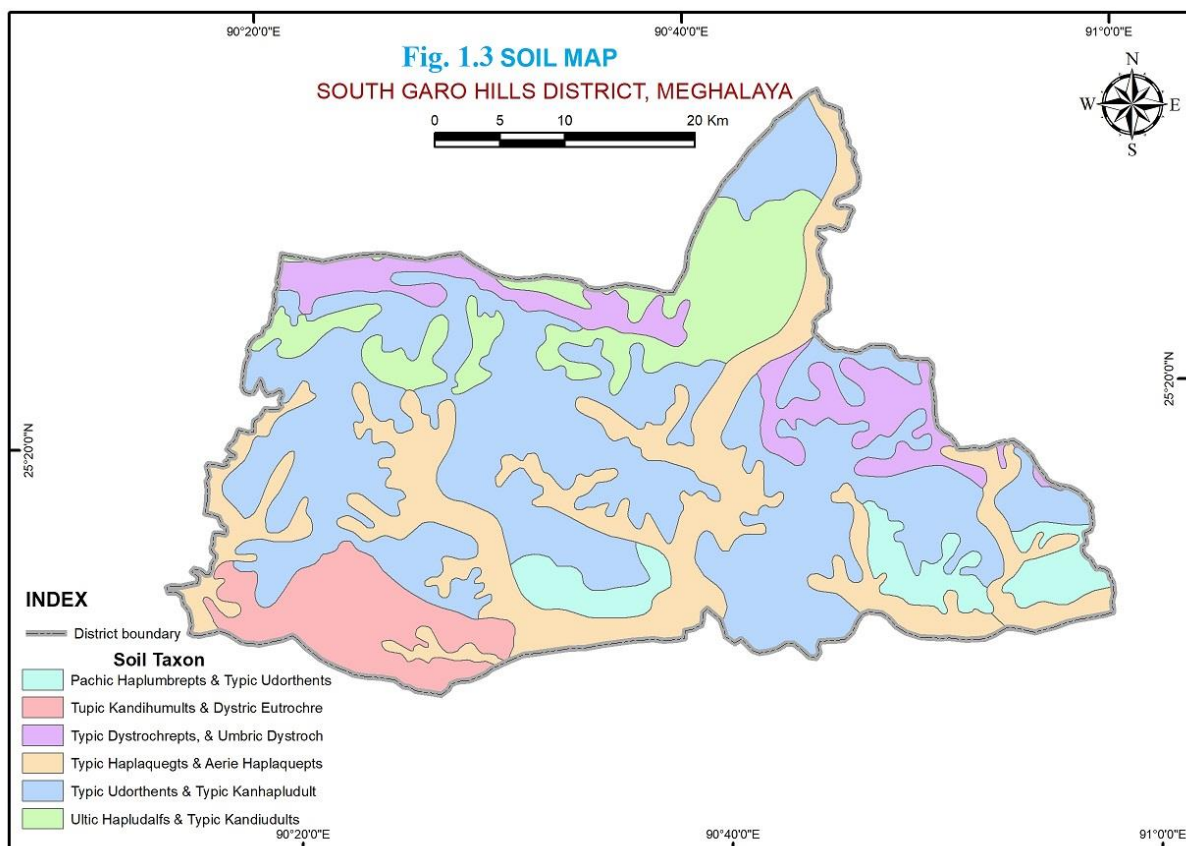 90°20'0"E 90°40'0"E 91°0'0"E
Fig. 1.3 SOIL MAP
SOUTH GARO HILLS DISTRICT, MEGHALAYA
0 5 10 20 Km
N
W E
S
25°20'0"N
25°20'0"N
INDEX
District boundary
Soil Taxon
Pachic Haplumbrepts & Typic Udorthents
Tupic Kandihumults & Dystric Eutrochre
Typic Dystrochrepts, & Umbric Dystroch
Typic Haplaquegts & Aerie Haplaquepts
Typic Udorthents & Typic Kanhapludult
Ultic Hapludalfs & Typic Kandiudults
90°20'0"E 90°40'0"E 91°0'0"E